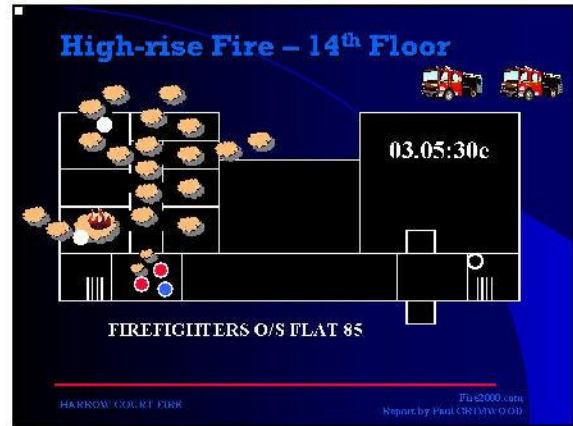 High-rise Fire – 14th Floor
03.05:30c
FIREFIGHTERS O/S FLAT 85
HARROW COURT FIRE
Fire2000.com
Report by Paul GRIMWOOD